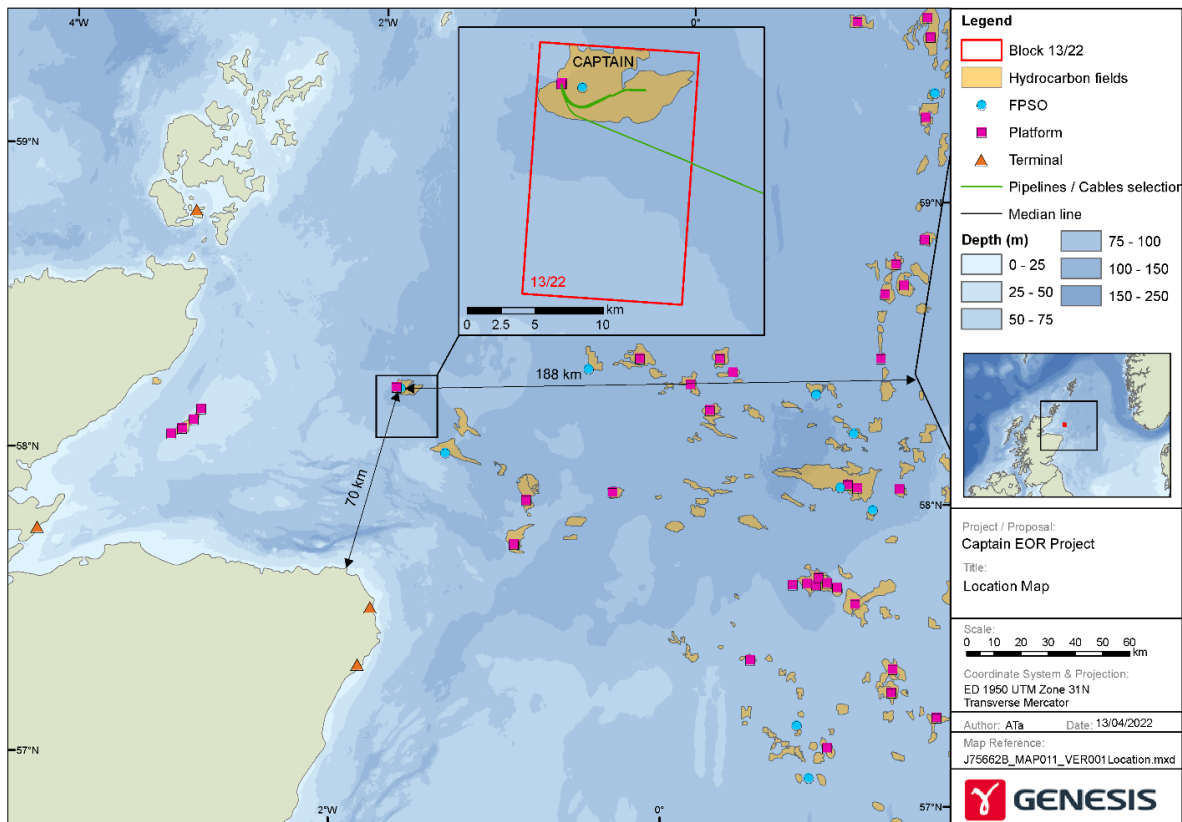 4°W
2°W
0°
59°N
58°N
57°N
59°N
58°N
57°N
2°W
0°
CAPTAIN
13/22
km
0 2.5 5 10
188 km
70 km
Legend
Block 13/22
Hydrocarbon fields
FPSO
Platform
Terminal
Pipelines / Cables selection
Median line
Depth (m)
0 - 25
25 - 50
50 - 75
75 - 100
100 - 150
150 - 250
Project / Proposal:
Captain EOR Project
Title:
Location Map
Scale:
0 10 20 30 40 50 60
km
Coordinate System & Projection:
ED 1950 UTM Zone 31N
Transverse Mercator
Author: ATa Date: 13/04/2022
Map Reference:
J75662B_MAP011_VER001Location.mxd
GENESIS